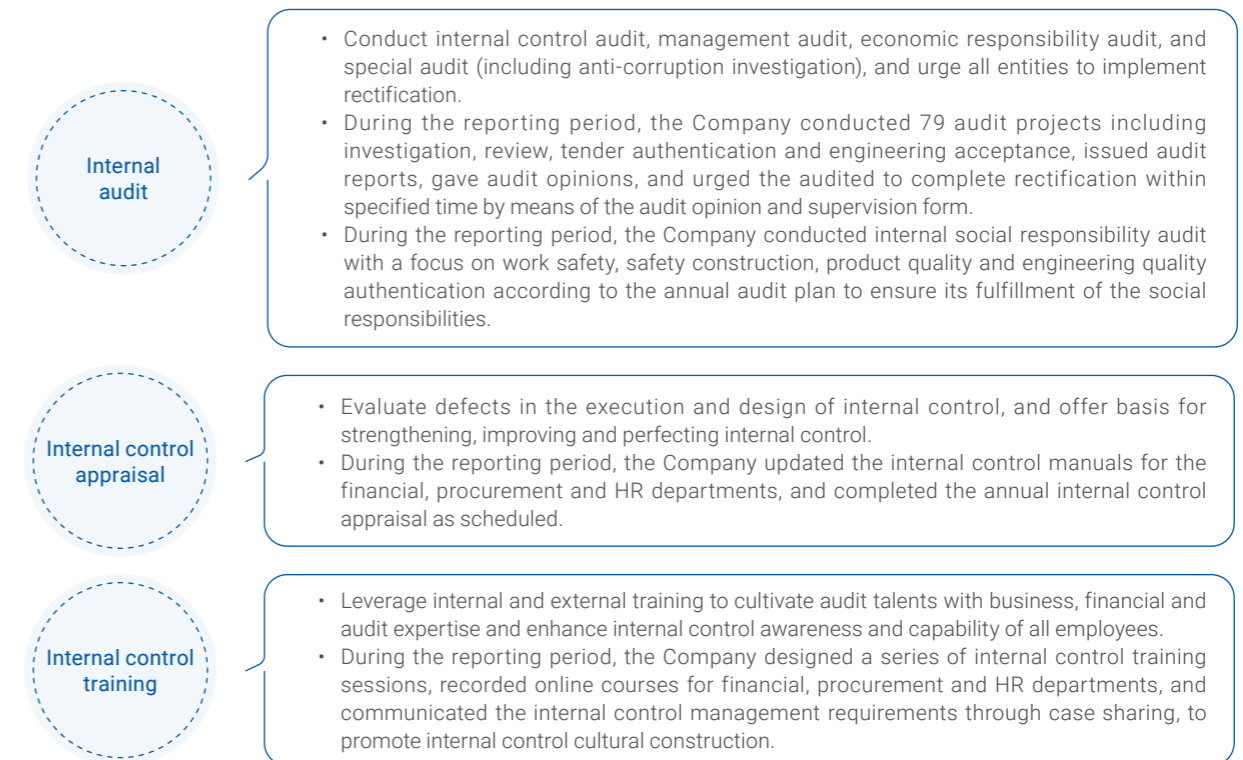 Internal
audit
• Conduct internal control audit, management audit, economic responsibility audit, and
special audit (including anti-corruption investigation), and urge all entities to implement
rectification.
• During the reporting period, the Company conducted 79 audit projects including
investigation, review, tender authentication and engineering acceptance, issued audit
reports, gave audit opinions, and urged the audited to complete rectification within
specified time by means of the audit opinion and supervision form.
• During the reporting period, the Company conducted internal social responsibility audit
with a focus on work safety, safety construction, product quality and engineering quality
authentication according to the annual audit plan to ensure its fulfillment of the social
responsibilities.
Internal control
appraisal
• Evaluate defects in the execution and design of internal control, and offer basis for
strengthening, improving and perfecting internal control.
• During the reporting period, the Company updated the internal control manuals for the
financial, procurement and HR departments, and completed the annual internal control
appraisal as scheduled.
Internal control
training
• Leverage internal and external training to cultivate audit talents with business, financial and
audit expertise and enhance internal control awareness and capability of all employees.
• During the reporting period, the Company designed a series of internal control training
sessions, recorded online courses for financial, procurement and HR departments, and
communicated the internal control management requirements through case sharing, to
promote internal control cultural construction.